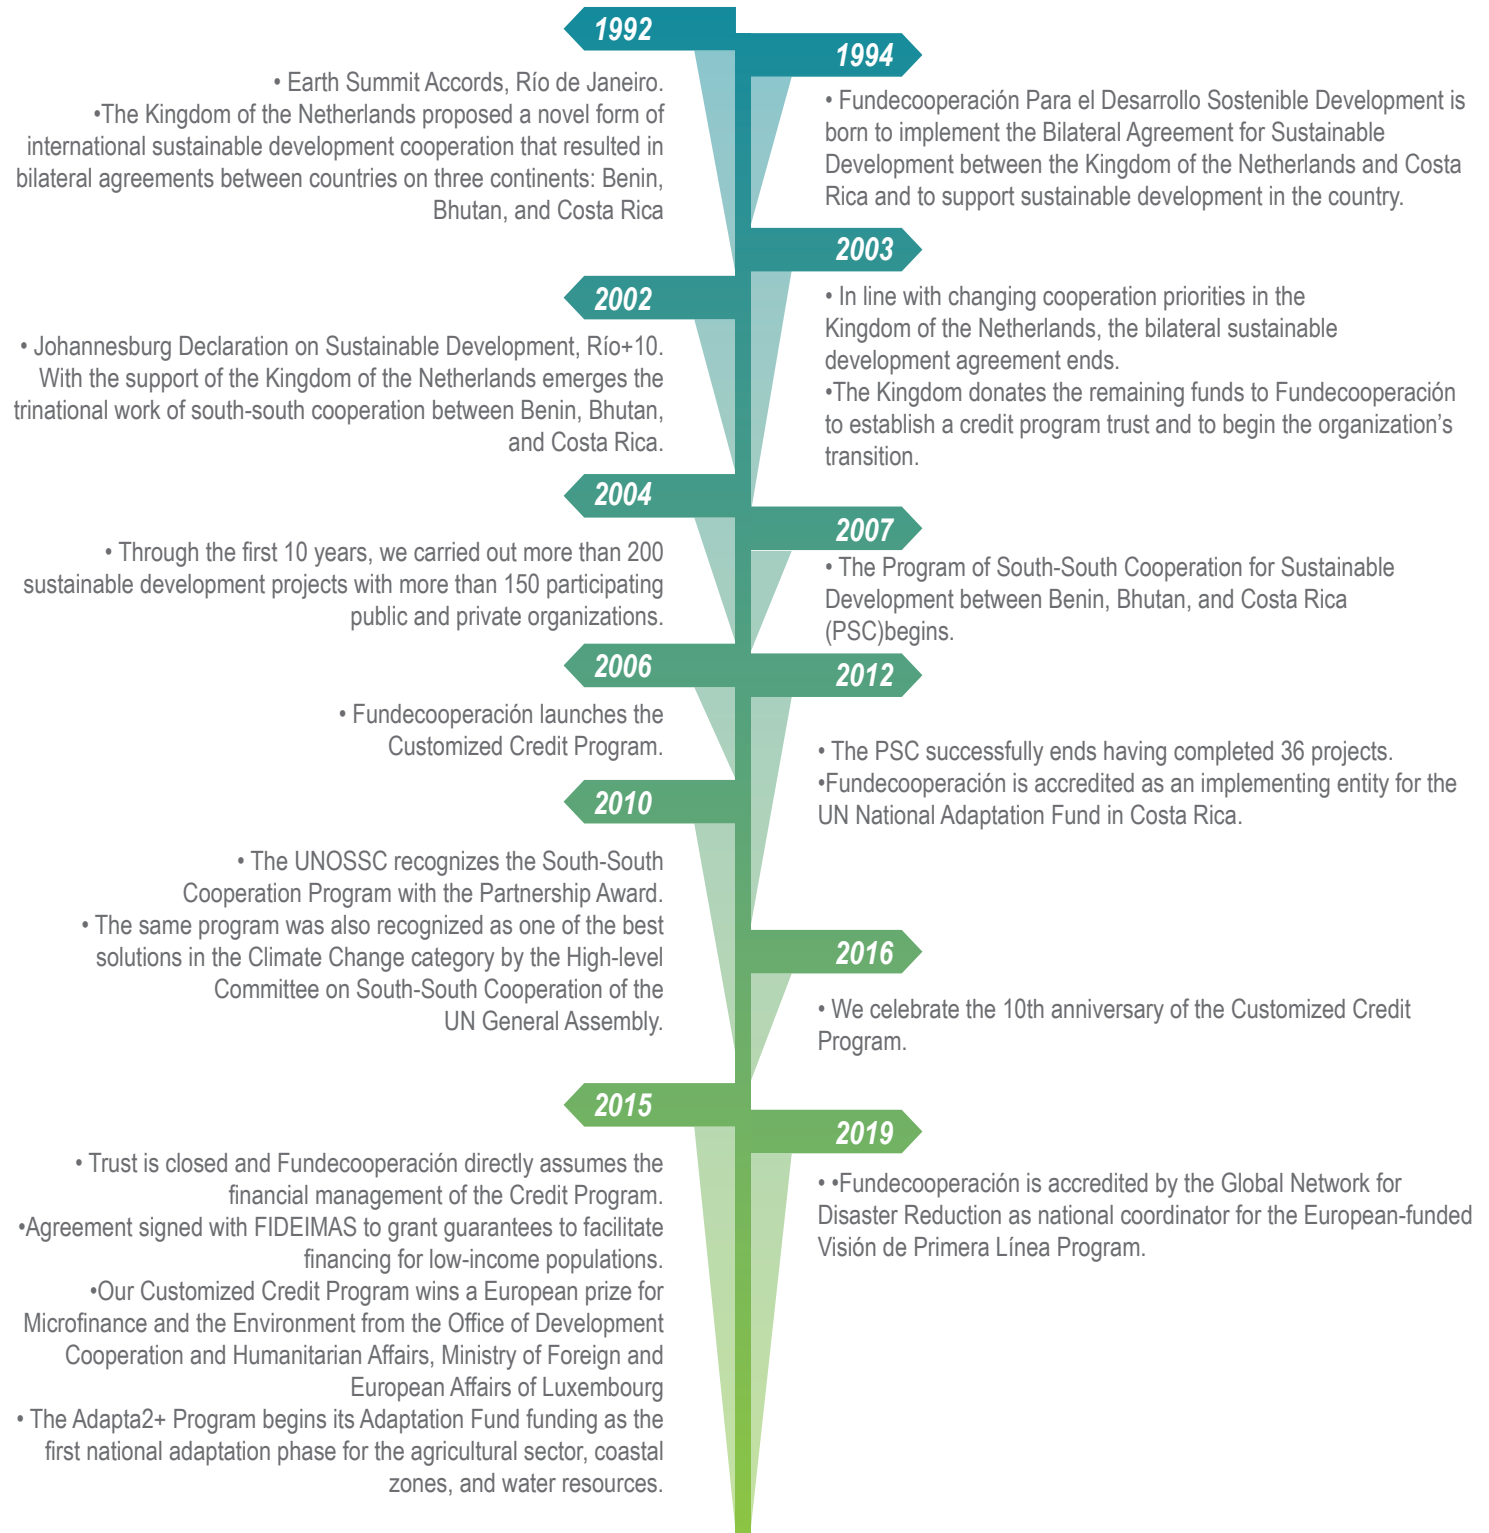 1992
• Earth Summit Accords, Río de Janeiro.
•The Kingdom of the Netherlands proposed a novel form of
international sustainable development cooperation that resulted in
bilateral agreements between countries on three continents: Benin,
Bhutan, and Costa Rica
1994
• Fundecooperación Para el Desarrollo Sostenible Development is
born to implement the Bilateral Agreement for Sustainable
Development between the Kingdom of the Netherlands and Costa
Rica and to support sustainable development in the country.
2002
• Johannesburg Declaration on Sustainable Development, Río+10.
With the support of the Kingdom of the Netherlands emerges the
trinational work of south-south cooperation between Benin, Bhutan,
and Costa Rica.
2003
• In line with changing cooperation priorities in the
Kingdom of the Netherlands, the bilateral sustainable
development agreement ends.
•The Kingdom donates the remaining funds to Fundecooperación
to establish a credit program trust and to begin the organization’s
transition.
2004
• Through the first 10 years, we carried out more than 200
sustainable development projects with more than 150 participating
public and private organizations.
2007
• The Program of South-South Cooperation for Sustainable
Development between Benin, Bhutan, and Costa Rica
(PSC)begins.
2006
• Fundecooperación launches the
Customized Credit Program.
2012
• The PSC successfully ends having completed 36 projects.
•Fundecooperación is accredited as an implementing entity for the
UN National Adaptation Fund in Costa Rica.
2010
• The UNOSSC recognizes the South-South
Cooperation Program with the Partnership Award.
• The same program was also recognized as one of the best
solutions in the Climate Change category by the High-level
Committee on South-South Cooperation of the
UN General Assembly.
2016
• We celebrate the 10th anniversary of the Customized Credit
Program.
2015
• Trust is closed and Fundecooperación directly assumes the
financial management of the Credit Program.
•Agreement signed with FIDEIMAS to grant guarantees to facilitate
financing for low-income populations.
•Our Customized Credit Program wins a European prize for
Microfinance and the Environment from the Office of Development
Cooperation and Humanitarian Affairs, Ministry of Foreign and
European Affairs of Luxembourg
• The Adapta2+ Program begins its Adaptation Fund funding as the
first national adaptation phase for the agricultural sector, coastal
zones, and water resources.
2019
• •Fundecooperación is accredited by the Global Network for
Disaster Reduction as national coordinator for the European-funded
Visión de Primera Línea Program.